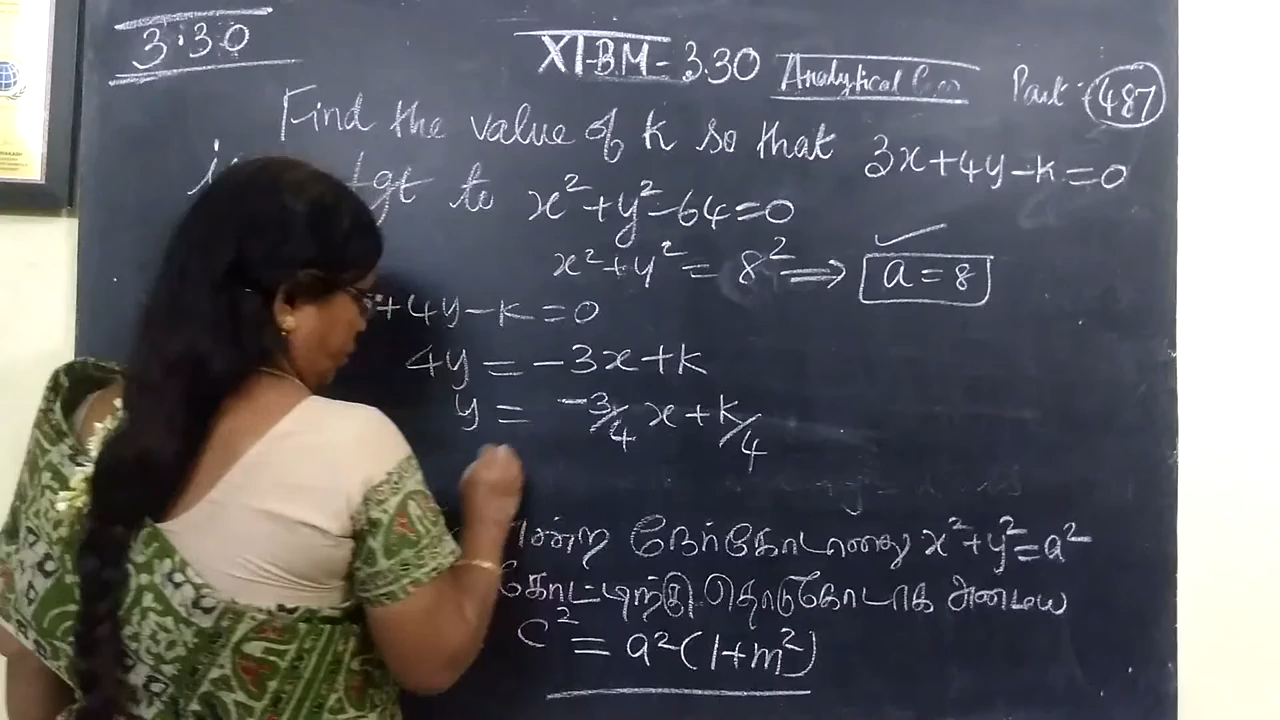 3:30
XI-BM-3.30 Analytical Part: 487
Find the value of k so that 3x+4y-k=0
tgt to x²+y²-64=0
x²+y²=8² ⟹ a=8
+4y-k=0
4y=-3x+k
y=-3/4 x+k/4
நேர்கோடானது x²+y²=a²
தொடுகோடாக அமைய
c²=a²(1+m²)